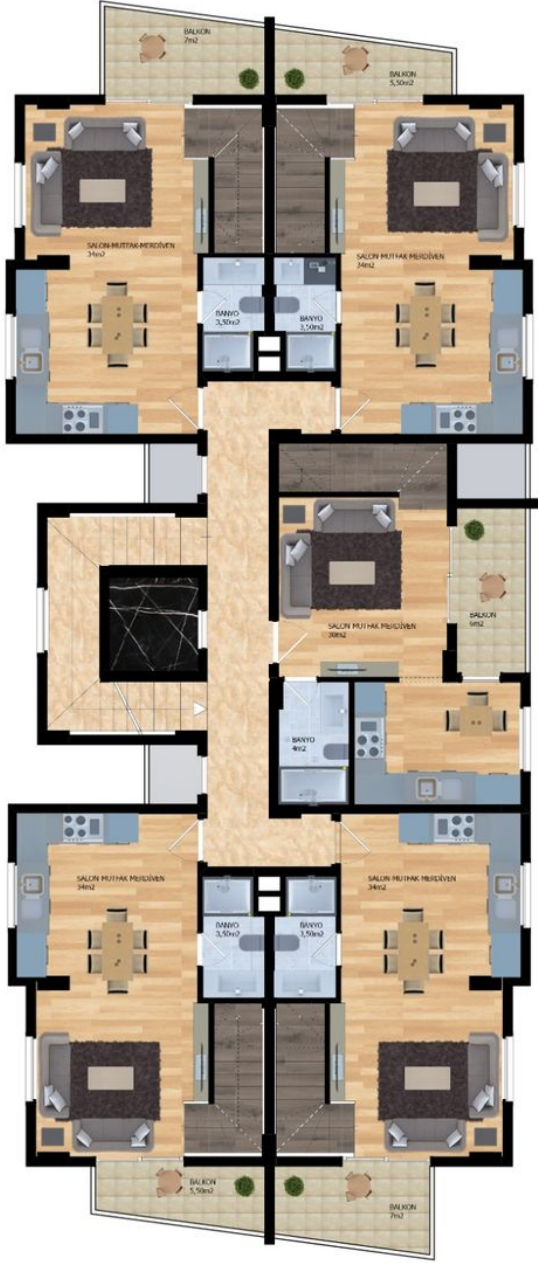 BALKON
7m2
BALKON
5,50m2
SALON-MUTFAK-MERDİVEN
34m2
SALON MUTFAK MERDİVEN
34m2
BANYO
3,50m2
BANYO
3,50m2
SALON MUTFAK MERDİVEN
30m2
BALKON
6m2
BANYO
4m2
SALON MUTFAK MERDİVEN
34m2
SALON MUTFAK MERDİVEN
34m2
BANYO
3,50m2
BANYO
3,50m2
BALKON
5,50m2
BALKON
7m2